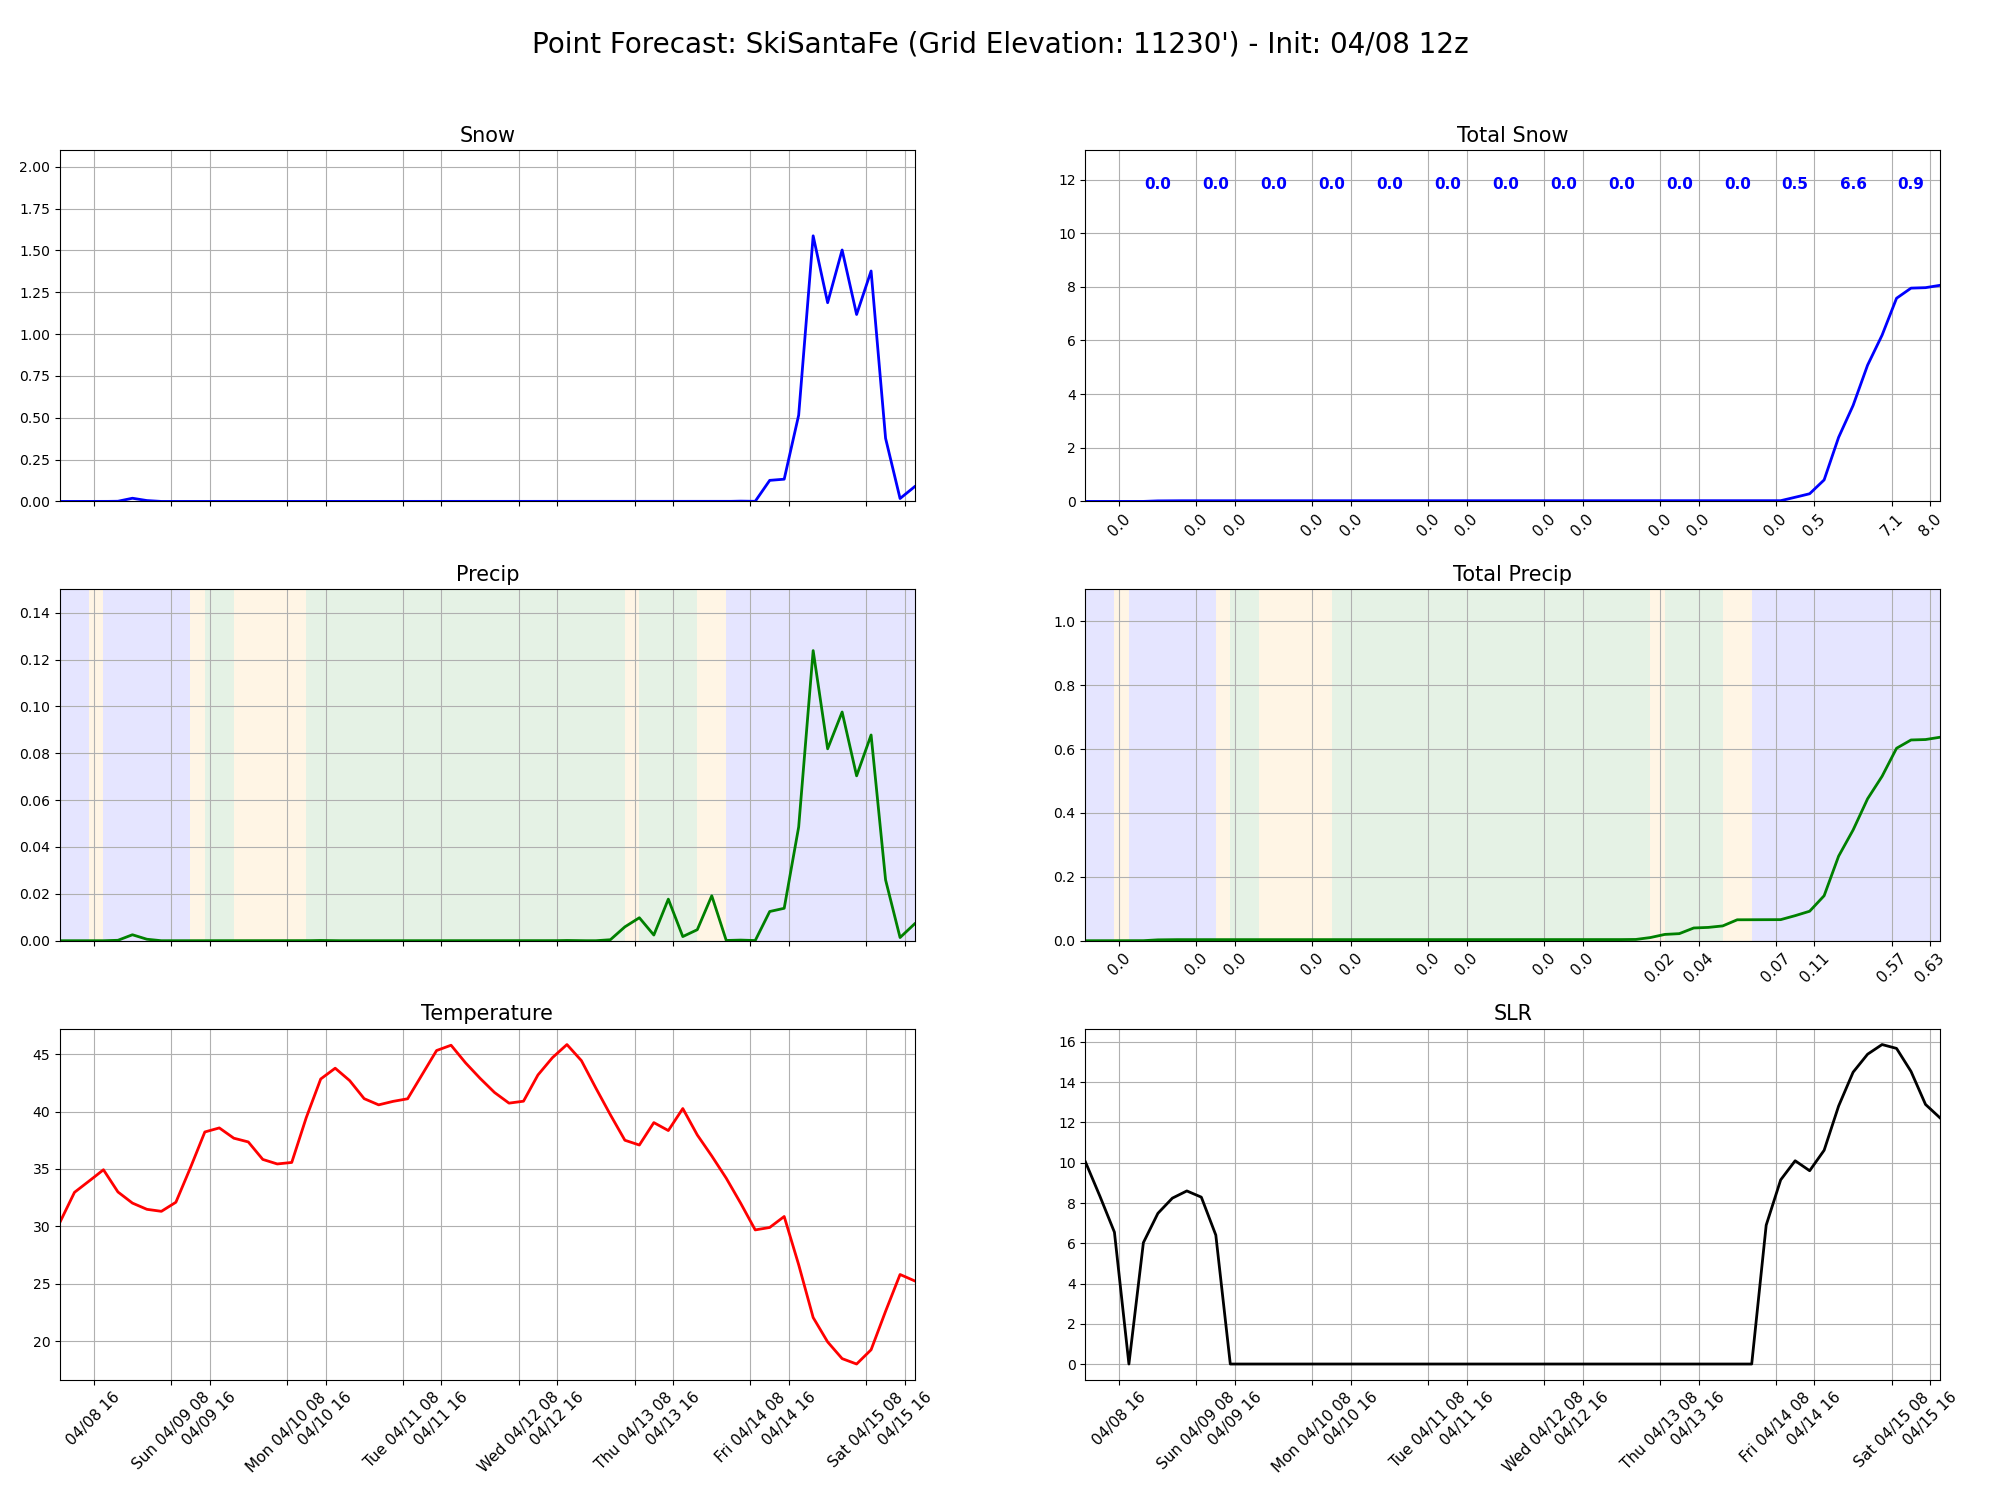 Point Forecast: SkiSantaFe (Grid Elevation: 11230') - Init: 04/08 12z
Snow
2.00
1.75
1.50
1.25
1.00
0.75
0.50
0.25
0.00
Total Snow
12
10
8
6
4
2
0
0.0 0.0 0.0 0.0 0.0 0.0 0.0 0.0 0.0 0.0 0.0 0.5 6.6 0.9
0.0 0.0 0.0 0.0 0.0 0.0 0.0 0.0 0.0 0.0 0.0 0.0 0.5 7.1 8.0
Precip
0.14
0.12
0.10
0.08
0.06
0.04
0.02
0.00
Total Precip
1.0
0.8
0.6
0.4
0.2
0.0
0.0 0.0 0.0 0.0 0.0 0.0 0.0 0.0 0.0 0.02 0.04 0.07 0.11 0.57 0.63
Temperature
45
40
35
30
25
20
04/08 16
Sun 04/09 08
04/09 16
Mon 04/10 08
04/10 16
Tue 04/11 08
04/11 16
Wed 04/12 08
04/12 16
Thu 04/13 08
04/13 16
Fri 04/14 08
04/14 16
Sat 04/15 08
04/15 16
SLR
16
14
12
10
8
6
4
2
0
04/08 16
Sun 04/09 08
04/09 16
Mon 04/10 08
04/10 16
Tue 04/11 08
04/11 16
Wed 04/12 08
04/12 16
Thu 04/13 08
04/13 16
Fri 04/14 08
04/14 16
Sat 04/15 08
04/15 16